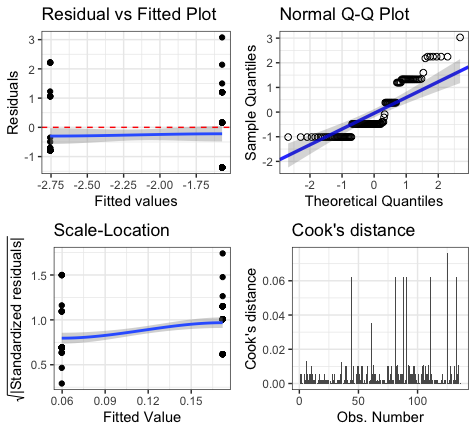 Residual vs Fitted Plot
Residuals
3
2
1
0
-1
-2.75
-2.50
-2.25
-2.00
-1.75
Fitted values
Normal Q-Q Plot
Sample Quantiles
3
2
1
0
-1
-2
-2
-1
0
1
2
Theoretical Quantiles
Scale-Location
√|Standardized residuals|
1.5
1.0
0.5
0.06
0.09
0.12
0.15
Fitted Value
Cook's distance
Cook's distance
0.06
0.04
0.02
0.00
0
50
100
Obs. Number